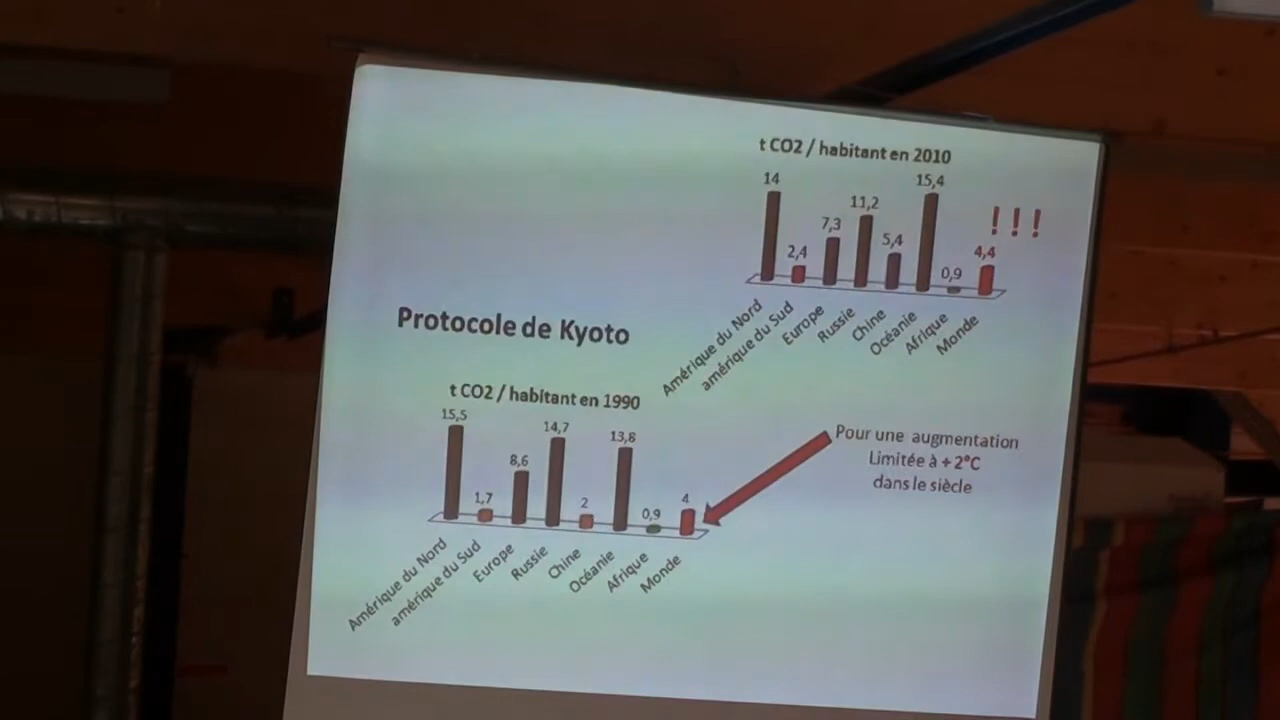 t CO2 / habitant en 2010
14
2,4
7,3
11,2
5,4
15,4
0,9
4,4
! ! !
Amérique du Nord
amérique du Sud
Europe
Russie
Chine
Océanie
Afrique
Monde
Protocole de Kyoto
t CO2 / habitant en 1990
15,5
1,7
8,6
14,7
2
13,8
0,9
4
Amérique du Nord
amérique du Sud
Europe
Russie
Chine
Océanie
Afrique
Monde
Pour une augmentation
Limitée à + 2°C
dans le siècle